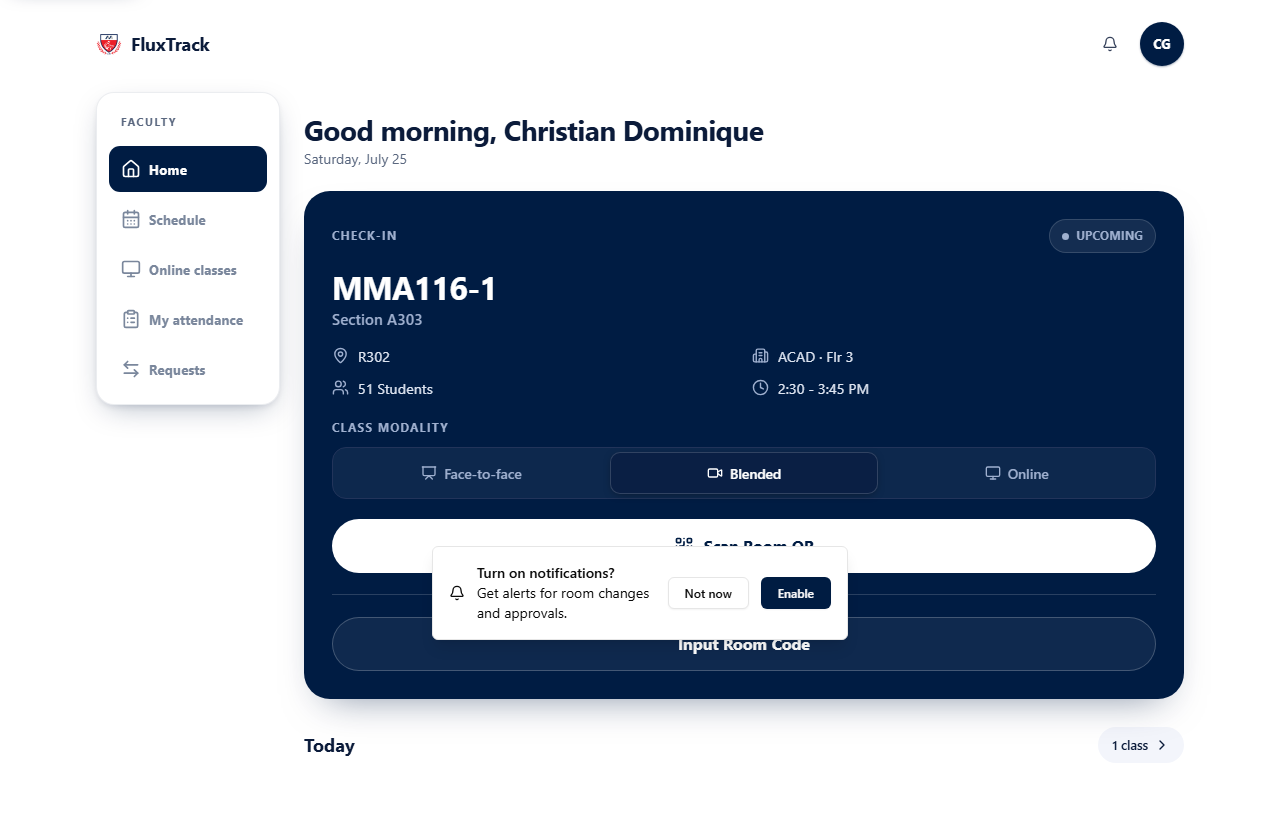 FluxTrack
CG
FACULTY
Home
Schedule
Online classes
My attendance
Requests
Good morning, Christian Dominique
Saturday, July 25
CHECK-IN
UPCOMING
MMA116-1
Section A303
R302
ACAD · Flr 3
51 Students
2:30 - 3:45 PM
CLASS MODALITY
Face-to-face
Blended
Online
Scan Room QR
Turn on notifications?
Get alerts for room changes
and approvals.
Not now
Enable
Input Room Code
Today
1 class